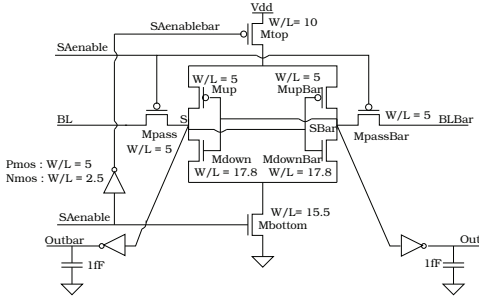 Vdd
W/L= 10
SAenablebar
Mtop
SAenable
W/L= 5
W/L = 5
Mup
MupBar
W/L = 5
BL
S
SBar
BLBar
Mpass
MpassBar
W/L = 5
Mdown
MdownBar
Pmos : W/L = 5
W/L = 17.8
W/L = 17.8
Nmos : W/L = 2.5
SAenable
W/L= 15.5
Mbottom
Outbar
Out
1fF
1fF